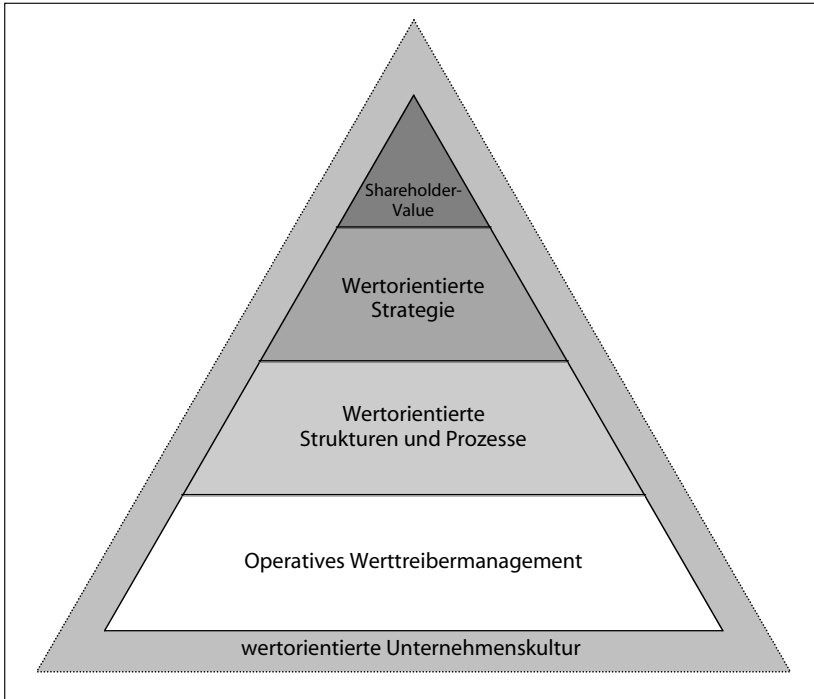 Shareholder-
Value
Wertorientierte
Strategie
Wertorientierte
Strukturen und Prozesse
Operatives Werttreibermanagement
wertorientierte Unternehmenskultur